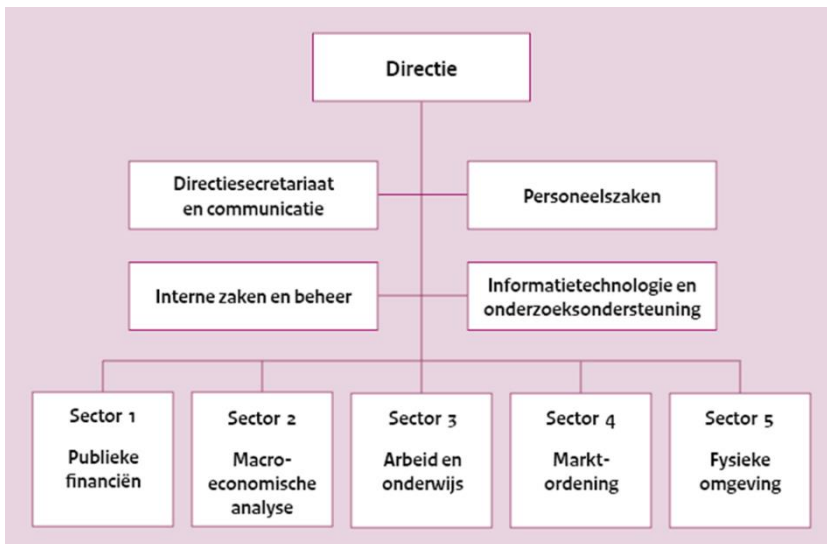 Directie
Directiesecretariaat
en communicatie
Personeelszaken
Interne zaken en beheer
Informatietechnologie en
onderzoeksondersteuning
Sector 1
Publieke
financiën
Sector 2
Macro-
economische
analyse
Sector 3
Arbeid en
onderwijs
Sector 4
Markt-
ordening
Sector 5
Fysieke
omgeving